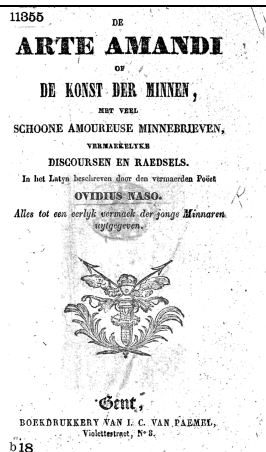 11355
DE
ARTE AMANDI
OF
DE KONST DER MINNEN,
MET VEEL
SCHOONE AMOUREUSE MINNEBRIEVEN,
VERMAKELYKE
DISCOURSEN EN RAEDSELS.
In het Latyn beschreven door den vermaerden Poëet
OVIDIUS NASO.
Alles tot een eerlyk vermaek der jonge Minnaren
uytgegeven.
Gent,
BOEKDRUKKERY VAN L. C. VAN PAEMEL,
Violettestraet, N° 8.
b18